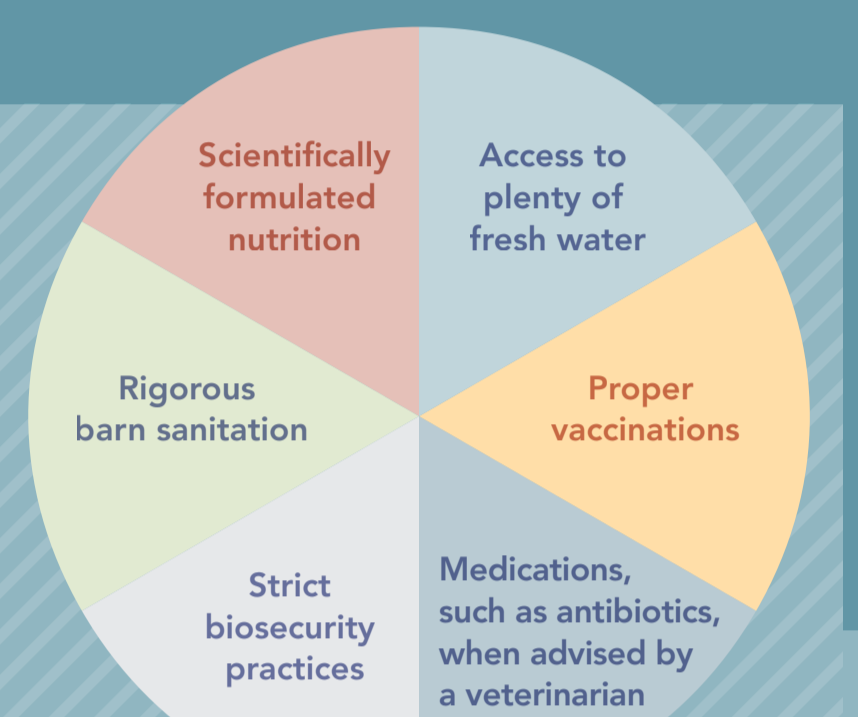 Scientifically
formulated
nutrition
Access to
plenty of
fresh water
Proper
vaccinations
Medications,
such as antibiotics,
when advised by
a veterinarian
Strict
biosecurity
practices
Rigorous
barn sanitation